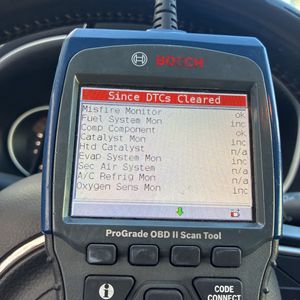 BOSCH
Since DTCs Cleared
Misfire Monitor ok
Fuel System Mon inc
Comp Component ok
Catalyst Mon inc
Htd Catalyst n/a
Evap System Mon inc
Sec Air System n/a
A/C Refrig Mon n/a
Oxygen Sens Mon inc
ProGrade OBD II Scan Tool
i
CODE
CONNECT